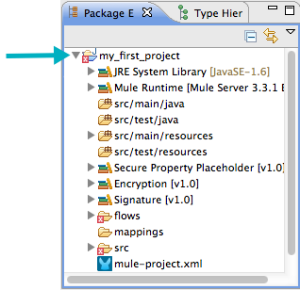 Package E Type Hier
my_first_project
JRE System Library [JavaSE-1.6]
Mule Runtime [Mule Server 3.3.1 E
src/main/java
src/test/java
src/main/resources
src/test/resources
Secure Property Placeholder [v1.0]
Encryption [v1.0]
Signature [v1.0]
flows
mappings
src
mule-project.xml